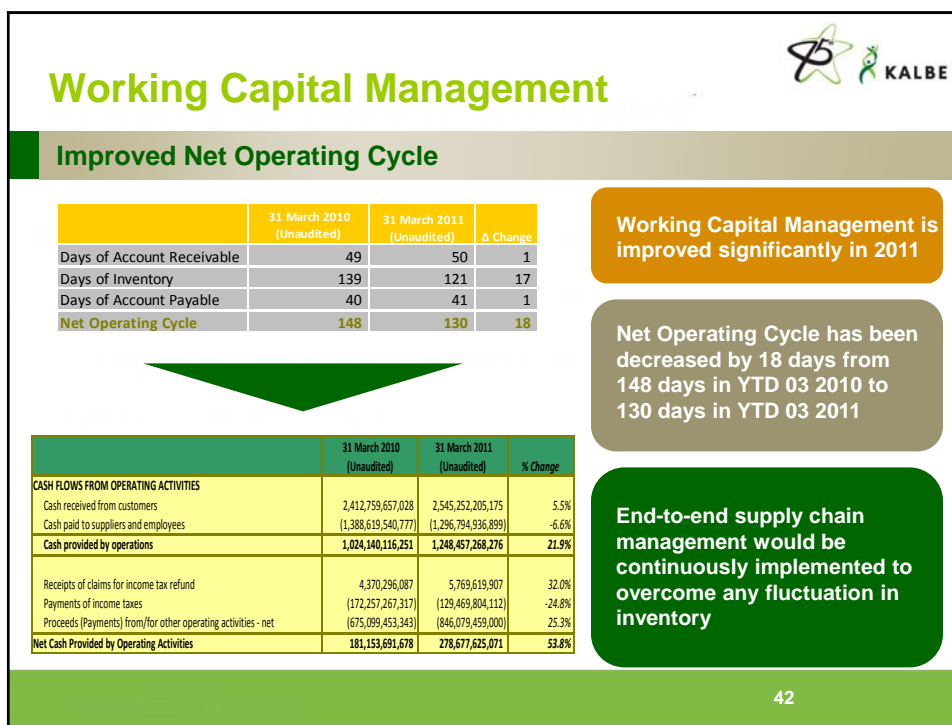 KALBE
Working Capital Management
Improved Net Operating Cycle
31 March 2010 (Unaudited) 31 March 2011 (Unaudited) Δ Change
Days of Account Receivable 49 50 1
Days of Inventory 139 121 17
Days of Account Payable 40 41 1
Net Operating Cycle 148 130 18
Working Capital Management is
improved significantly in 2011
Net Operating Cycle has been
decreased by 18 days from
148 days in YTD 03 2010 to
130 days in YTD 03 2011
31 March 2010 (Unaudited) 31 March 2011 (Unaudited) % Change
CASH FLOWS FROM OPERATING ACTIVITIES
Cash received from customers 2,412,759,657,028 2,545,252,205,175 5.5%
Cash paid to suppliers and employees (1,388,619,540,777) (1,296,794,936,899) -6.6%
Cash provided by operations 1,024,140,116,251 1,248,457,268,276 21.9%
Receipts of claims for income tax refund 4,370,296,087 5,769,619,907 32.0%
Payments of income taxes (172,257,267,317) (129,469,804,112) -24.8%
Proceeds (Payments) from/for other operating activities - net (675,099,453,343) (846,079,459,000) 25.3%
Net Cash Provided by Operating Activities 181,153,691,678 278,677,625,071 53.8%
End-to-end supply chain
management would be
continuously implemented to
overcome any fluctuation in
inventory
42